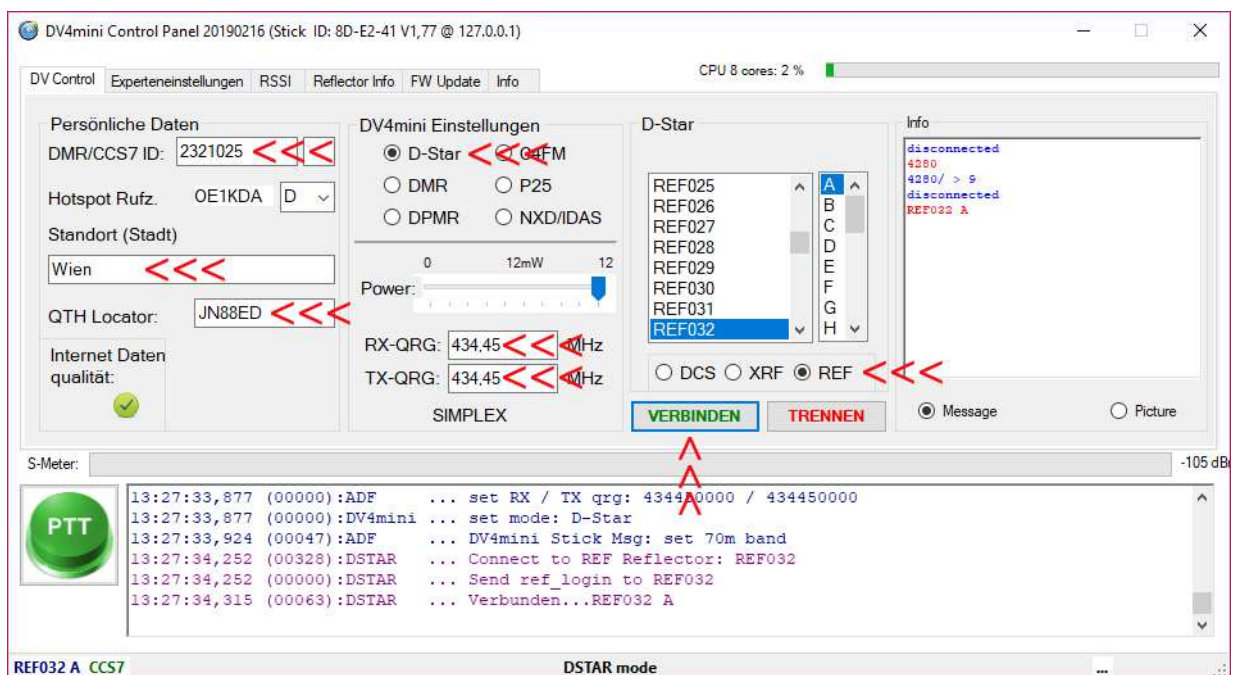 DV4mini Control Panel 20190216 (Stick ID: 8D-E2-41 V1,77 @ 127.0.0.1)
DV Control Experteneinstellungen RSSI Reflector Info FW Update Info
CPU 8 cores: 2 %
Persönliche Daten
DMR/CCS7 ID: 2321025 <<<
Hotspot Rufz. OE1KDA D
Standort (Stadt)
Wien <<<
QTH Locator: JN88ED <<<
Internet Daten
qualität:
DV4mini Einstellungen
D-Star <<< C4FM
DMR P25
DPMR NXD/IDAS
0 12mW 12
Power:
RX-QRG: 434,45 <<< MHz
TX-QRG: 434,45 <<< MHz
SIMPLEX
D-Star
REF025 A
REF026 B
REF027 C
REF028 D
REF029 E
REF030 F
REF031 G
REF032 H
DCS XRF REF <<<
VERBINDEN TRENNEN
Info
disconnected
4280
4280/ > 9
disconnected
REF032 A
Message Picture
S-Meter: -105 dB
PTT
13:27:33,877 (00000):ADF ... set RX / TX qrg: 434450000 / 434450000
13:27:33,877 (00000):DV4mini ... set mode: D-Star
13:27:33,924 (00047):ADF ... DV4mini Stick Msg: set 70m band
13:27:34,252 (00328):DSTAR ... Connect to REF Reflector: REF032
13:27:34,252 (00000):DSTAR ... Send ref_login to REF032
13:27:34,315 (00063):DSTAR ... Verbunden...REF032 A
REF032 A CCS7 DSTAR mode ...